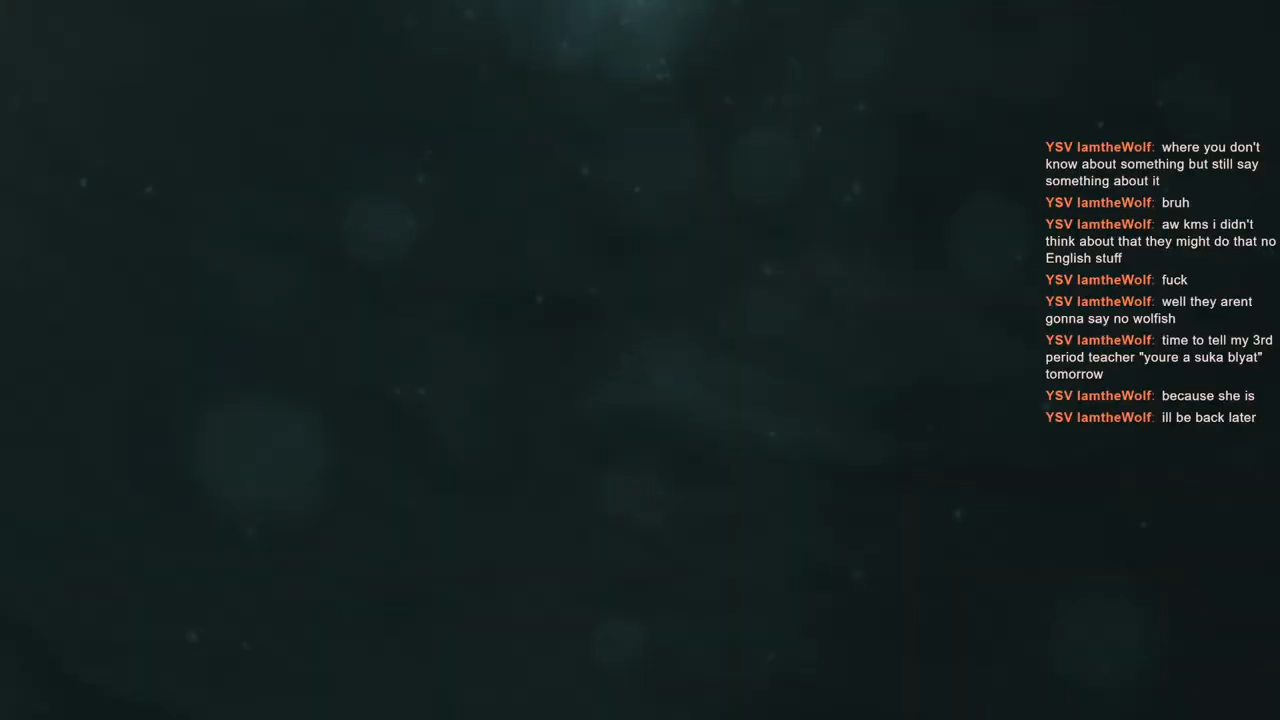 YSV IamtheWolf: where you don't
know about something but still say
something about it
YSV IamtheWolf: bruh
YSV IamtheWolf: aw kms i didn't
think about that they might do that no
English stuff
YSV IamtheWolf: fuck
YSV IamtheWolf: well they arent
gonna say no wolfish
YSV IamtheWolf: time to tell my 3rd
period teacher "youre a suka blyat"
tomorrow
YSV IamtheWolf: because she is
YSV IamtheWolf: ill be back later